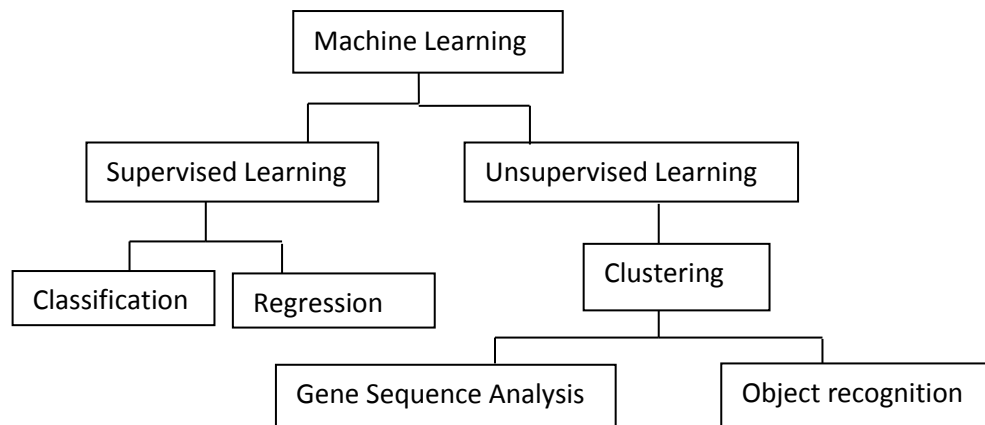 Machine Learning
Supervised Learning
Unsupervised Learning
Classification
Regression
Clustering
Gene Sequence Analysis
Object recognition